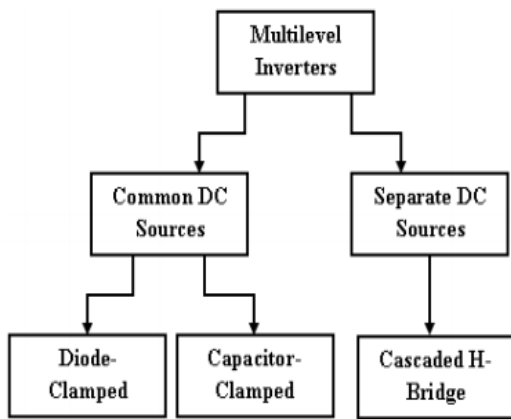 Multilevel
Inverters
Common DC
Sources
Separate DC
Sources
Diode-
Clamped
Capacitor-
Clamped
Cascaded H-
Bridge